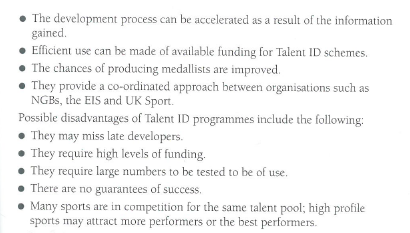 ● The development process can be accelerated as a result of the information
gained.
● Efficient use can be made of available funding for Talent ID schemes.
● The chances of producing medallists are improved.
● They provide a co-ordinated approach between organisations such as
NGBs, the EIS and UK Sport.
Possible disadvantages of Talent ID programmes include the following:
● They may miss late developers.
● They require high levels of funding.
● They require large numbers to be tested to be of use.
● There are no guarantees of success.
● Many sports are in competition for the same talent pool; high profile
sports may attract more performers or the best performers.